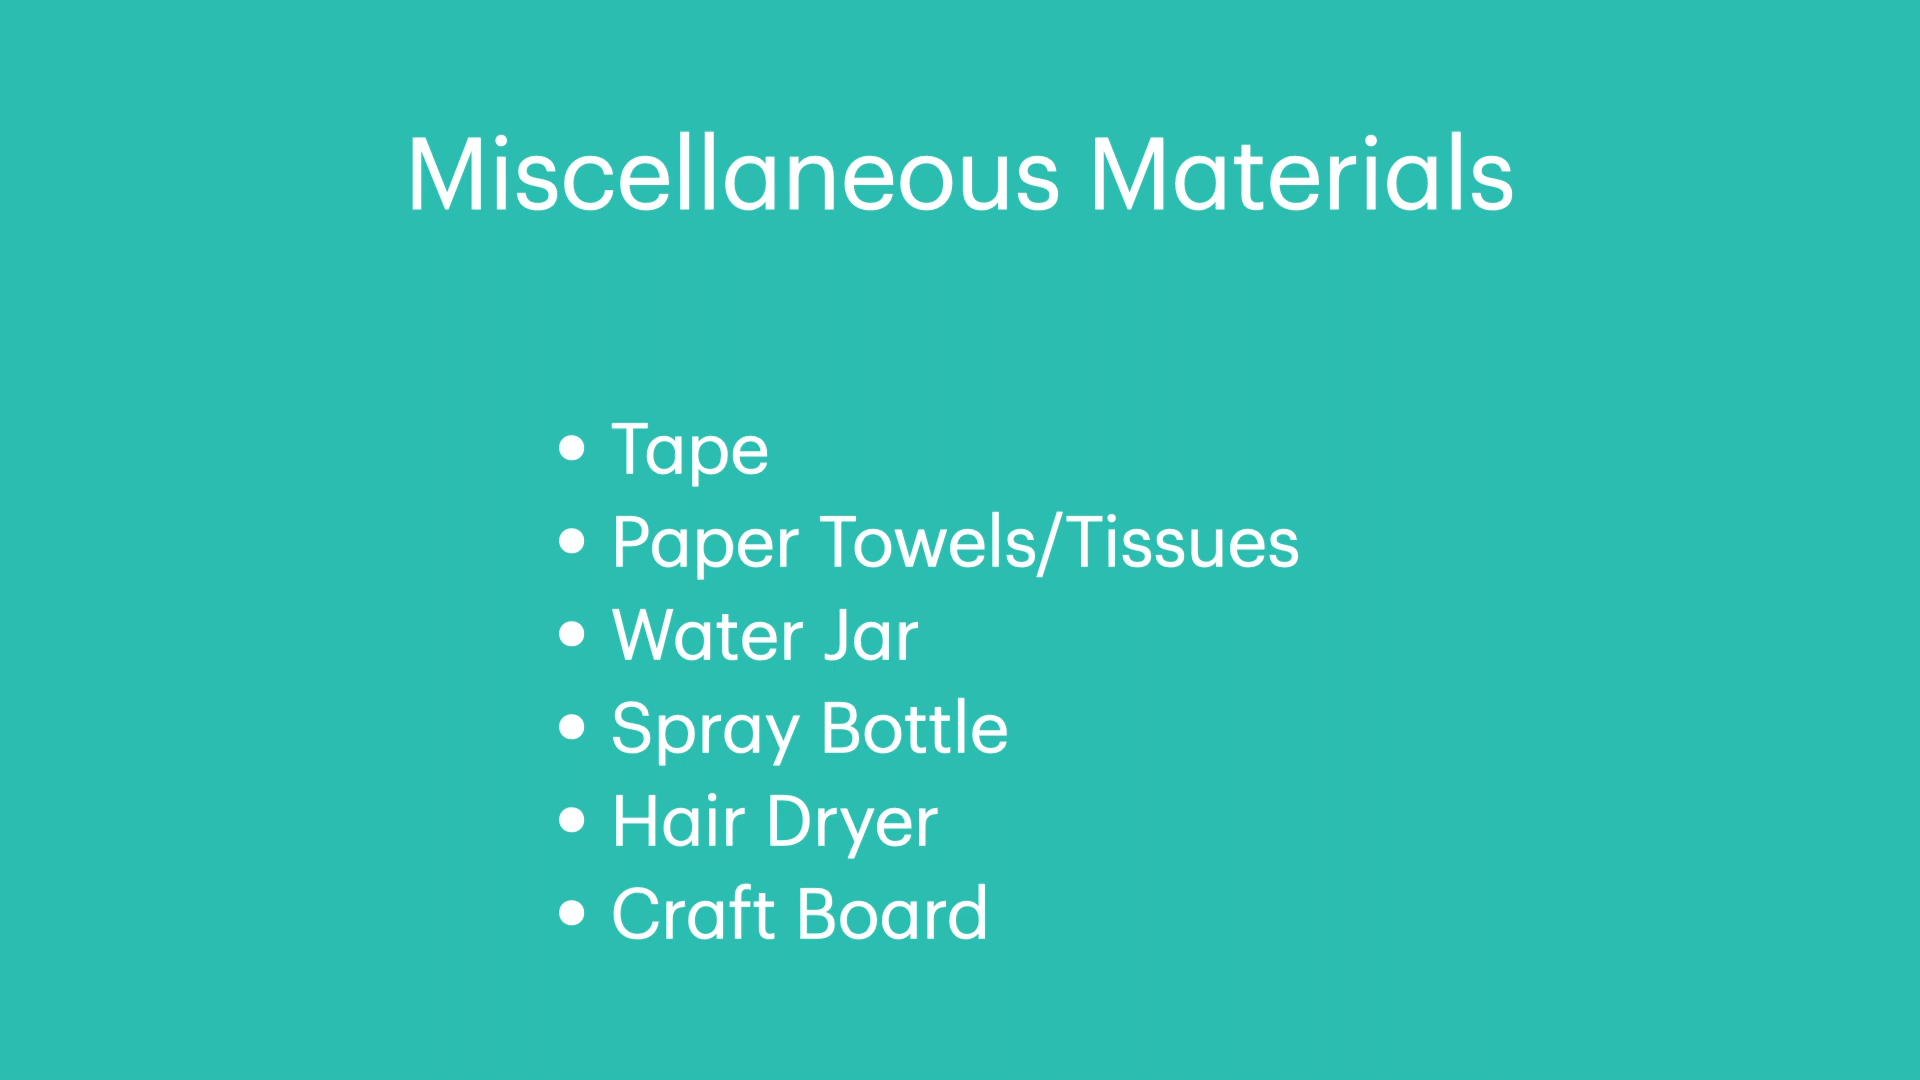 Miscellaneous Materials
• Tape
• Paper Towels/Tissues
• Water Jar
• Spray Bottle
• Hair Dryer
• Craft Board